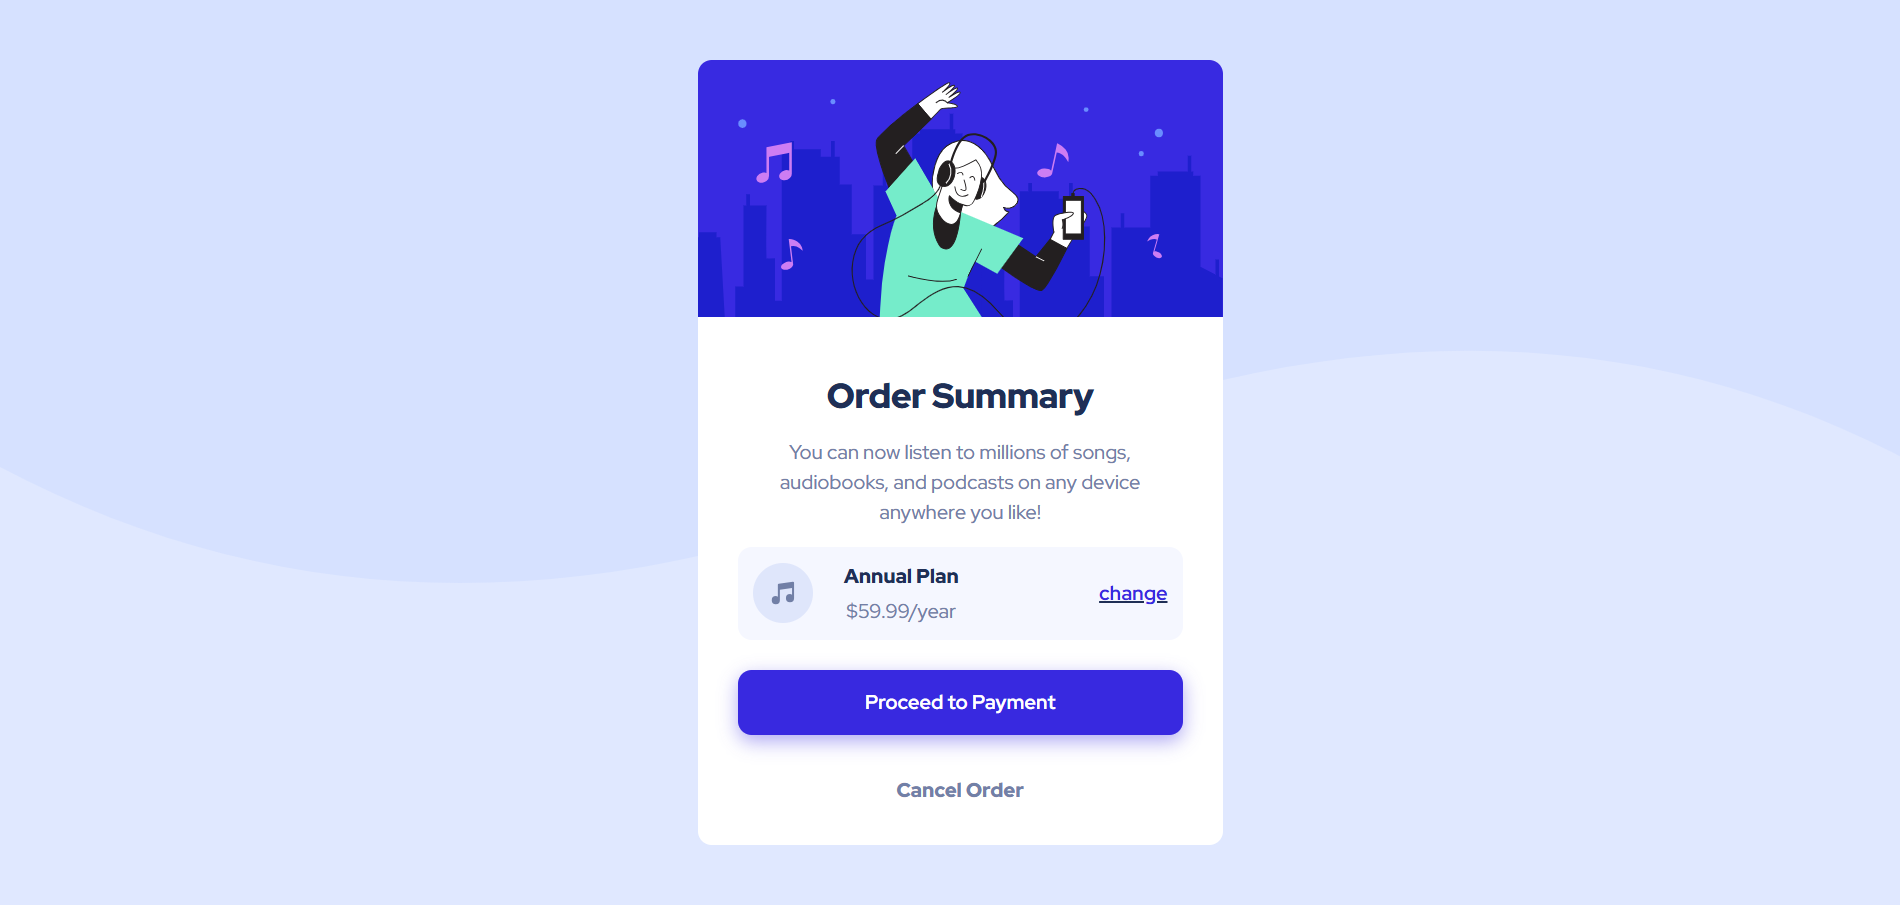 Order Summary
You can now listen to millions of songs,
audiobooks, and podcasts on any device
anywhere you like!
Annual Plan
$59.99/year
change
Proceed to Payment
Cancel Order